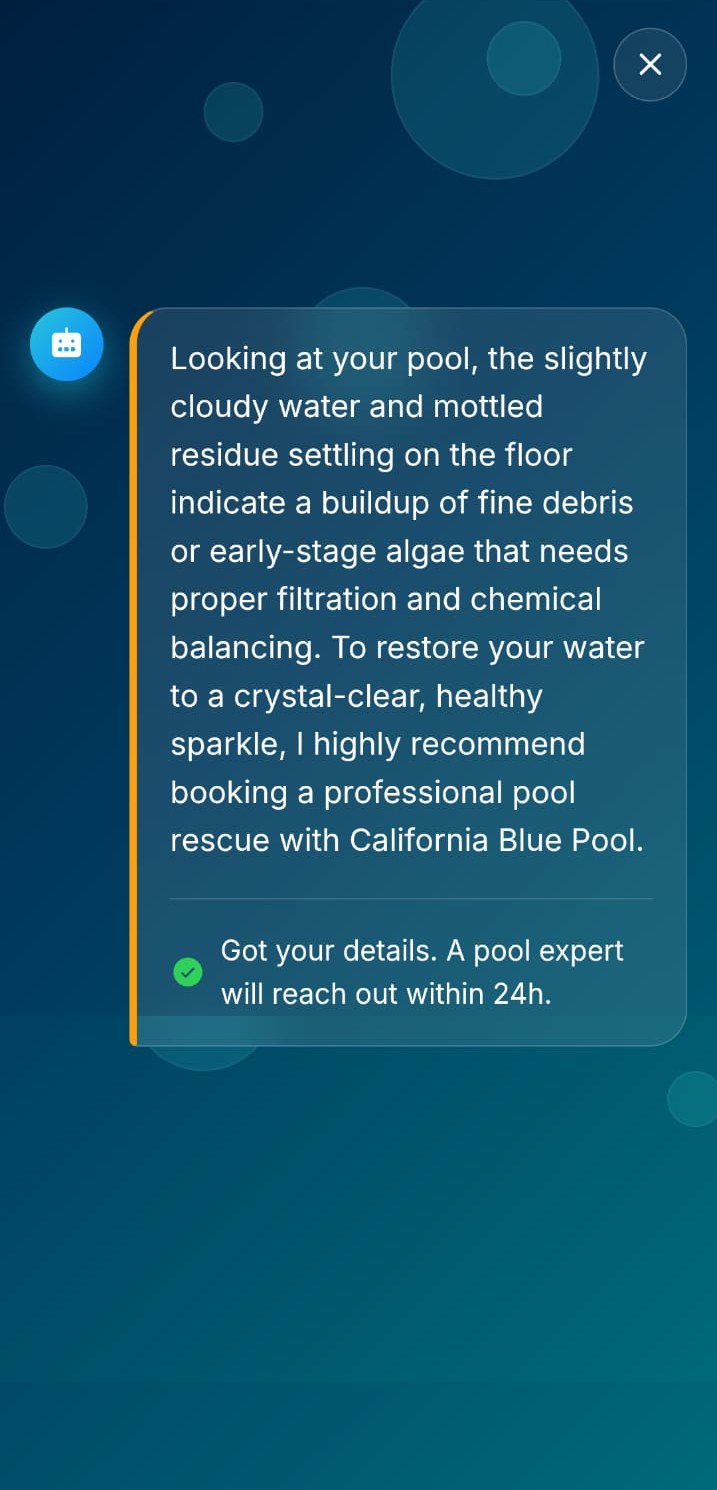 Looking at your pool, the slightly
cloudy water and mottled
residue settling on the floor
indicate a buildup of fine debris
or early-stage algae that needs
proper filtration and chemical
balancing. To restore your water
to a crystal-clear, healthy
sparkle, I highly recommend
booking a professional pool
rescue with California Blue Pool.
Got your details. A pool expert
will reach out within 24h.